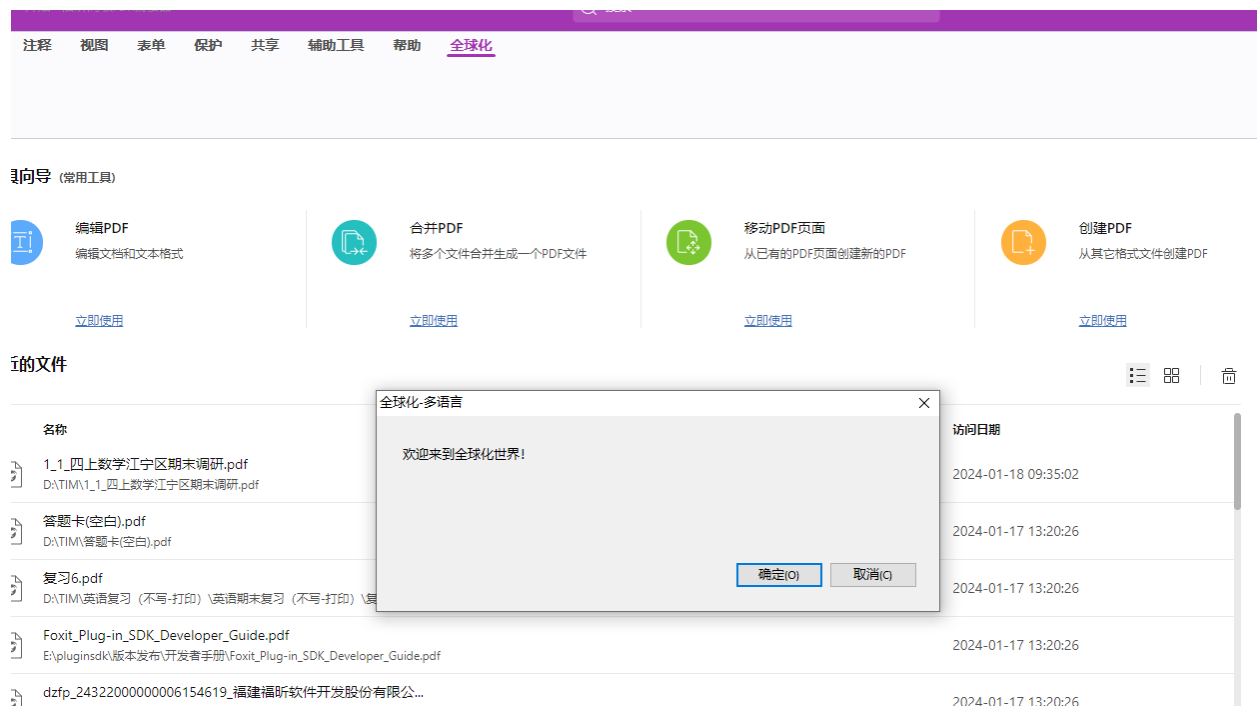 注释 视图 表单 保护 共享 辅助工具 帮助 全球化
向导 (常用工具)
编辑PDF
编辑文档和文本格式
立即使用
合并PDF
将多个文件合并生成一个PDF文件
立即使用
移动PDF页面
从已有的PDF页面创建新的PDF
立即使用
创建PDF
从其它格式文件创建PDF
立即使用
的文件
名称 访问日期
1_1_四上数学江宁区期末调研.pdf
D:\TIM\1_1_四上数学江宁区期末调研.pdf
2024-01-18 09:35:02
答题卡(空白).pdf
D:\TIM\答题卡(空白).pdf
2024-01-17 13:20:26
复习6.pdf
D:\TIM\英语复习（不写-打印）\英语期末复习（不写-打印）\复
2024-01-17 13:20:26
Foxit_Plug-in_SDK_Developer_Guide.pdf
E:\pluginsdk\版本发布\开发者手册\Foxit_Plug-in_SDK_Developer_Guide.pdf
2024-01-17 13:20:26
dzfp_24322000000006154619_福建福昕软件开发股份有限公...
2024-01-17 13:20:26
全球化-多语言
欢迎来到全球化世界!
确定(O) 取消(C)